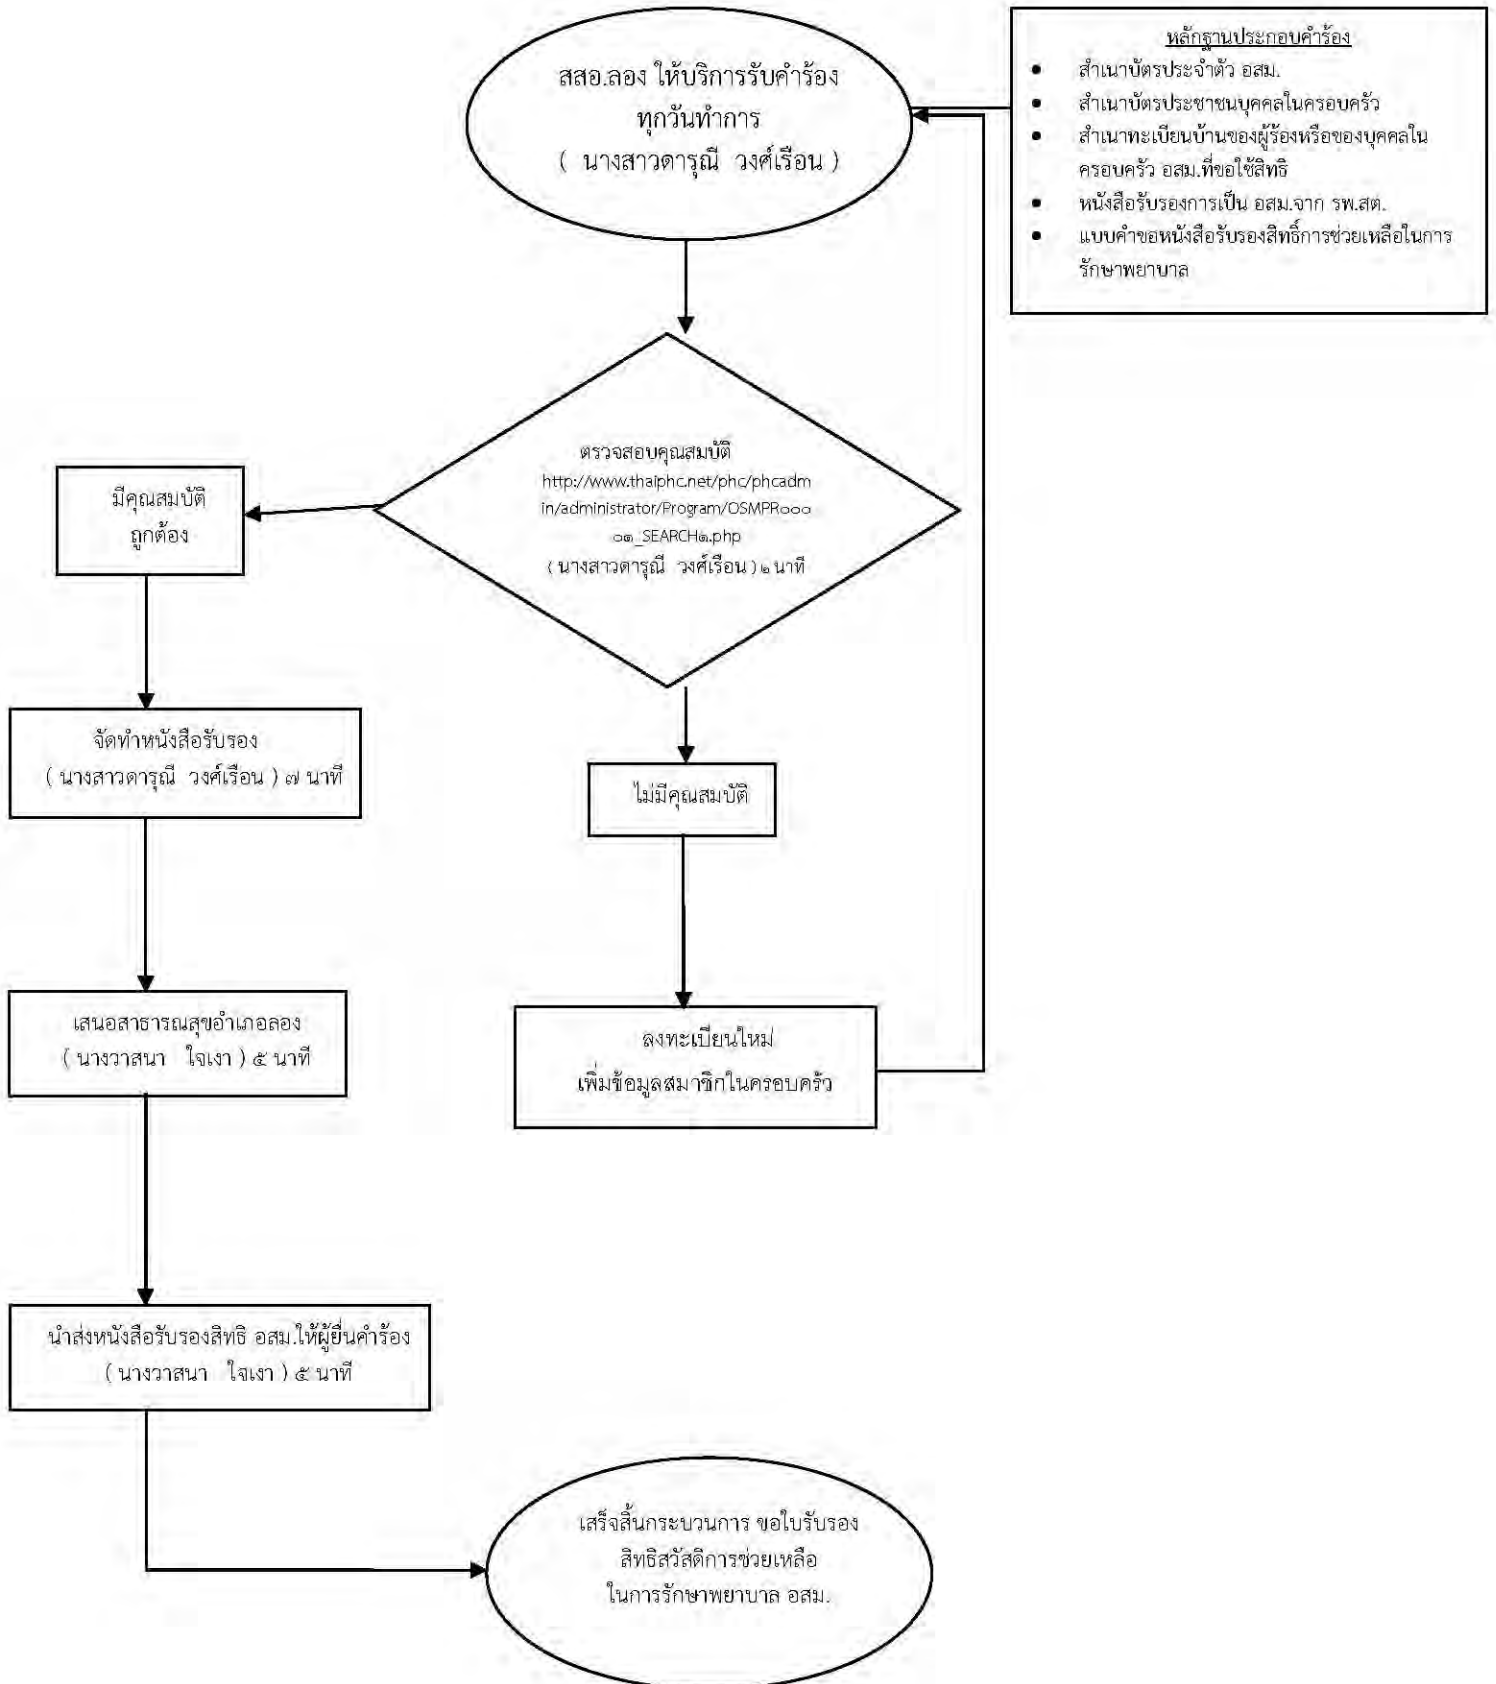 สสอ.ลอง ให้บริการรับคำร้อง
ทุกวันทำการ
( นางสาวดารุณี วงศ์เรือน )
หลักฐานประกอบคำร้อง
● สำเนาบัตรประจำตัว อสม.
● สำเนาบัตรประชาชนบุคคลในครอบครัว
● สำเนาทะเบียนบ้านของผู้ร้องหรือของบุคคลใน
ครอบครัว อสม.ที่ขอใช้สิทธิ
● หนังสือรับรองการเป็น อสม.จาก รพ.สต.
● แบบคำขอหนังสือรับรองสิทธิ์การช่วยเหลือในการ
รักษาพยาบาล
ตรวจสอบคุณสมบัติ
http://www.thaiphc.net/phc/phcadm
in/administrator/Program/OSMPR๐๐๐
๐๑_SEARCH๑.php
( นางสาวดารุณี วงศ์เรือน ) ๒ นาที
มีคุณสมบัติ
ถูกต้อง
จัดทำหนังสือรับรอง
( นางสาวดารุณี วงศ์เรือน ) ๗ นาที
ไม่มีคุณสมบัติ
เสนอสาธารณสุขอำเภอลอง
( นางวาสนา ใจเงา ) ๕ นาที
ลงทะเบียนใหม่
เพิ่มข้อมูลสมาชิกในครอบครัว
นำส่งหนังสือรับรองสิทธิ อสม.ให้ผู้ยื่นคำร้อง
( นางวาสนา ใจเงา ) ๕ นาที
เสร็จสิ้นกระบวนการ ขอใบรับรอง
สิทธิสวัสดิการช่วยเหลือ
ในการรักษาพยาบาล อสม.